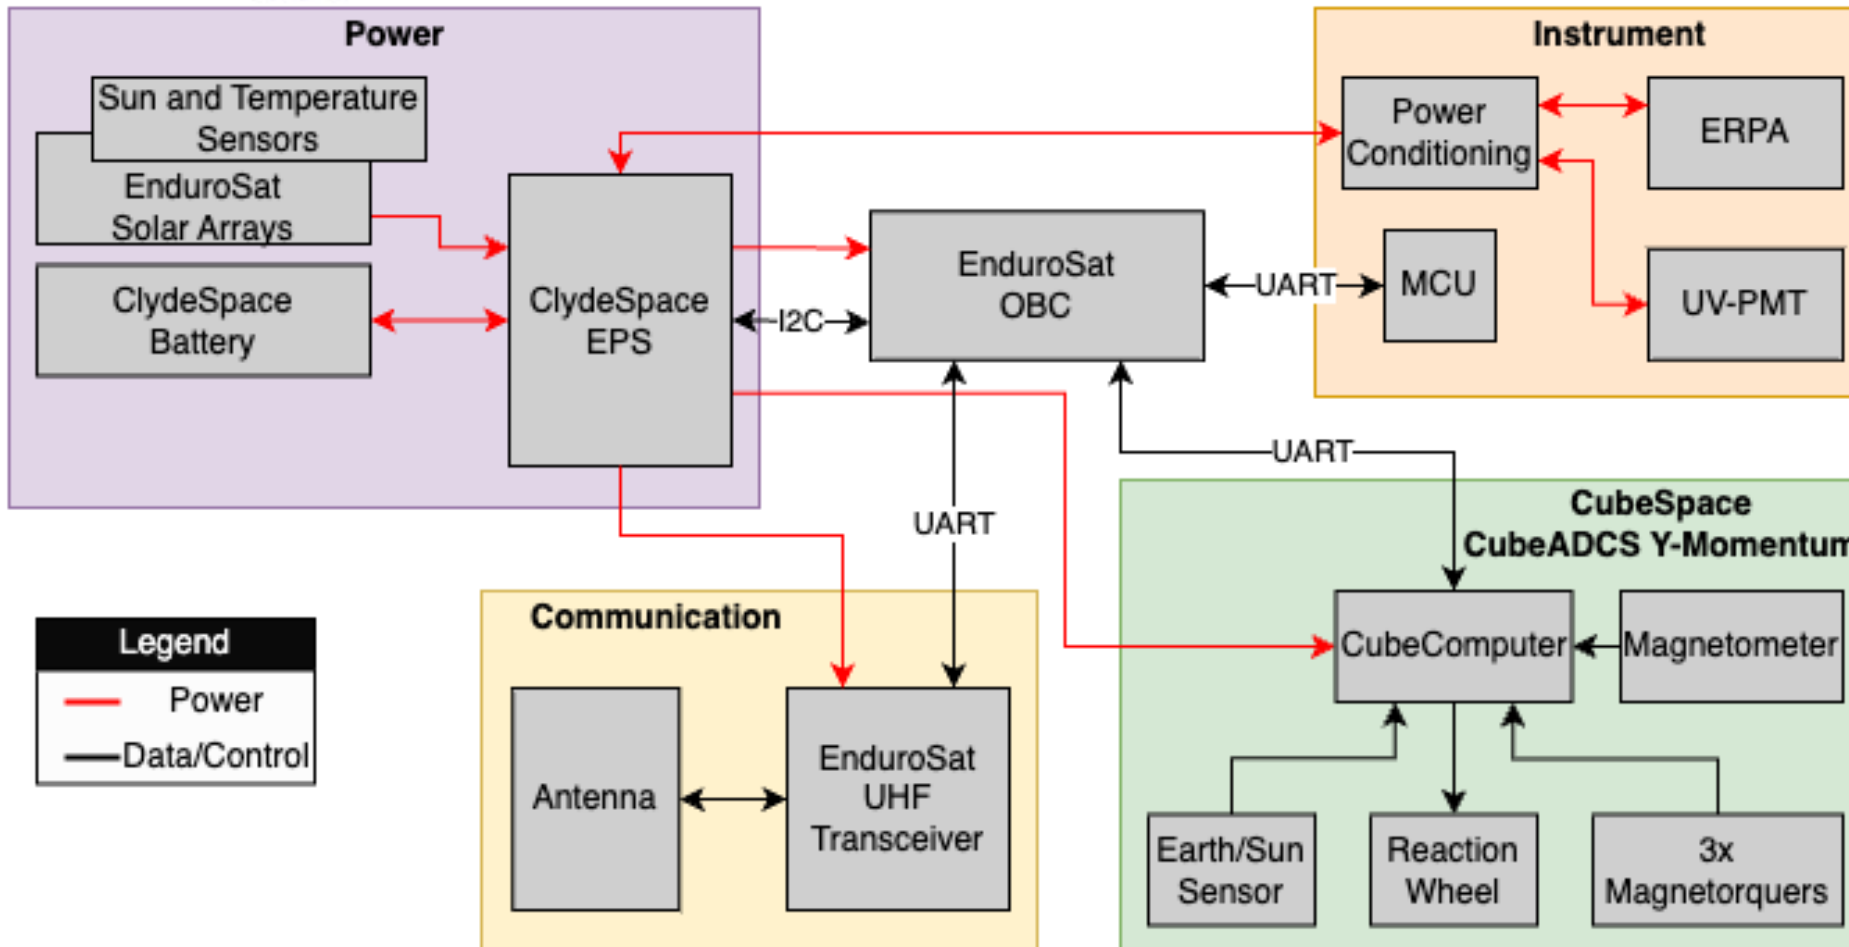 Power
Sun and Temperature
Sensors
EnduroSat
Solar Arrays
ClydeSpace
Battery
ClydeSpace
EPS
I2C
EnduroSat
OBC
UART
Instrument
Power
Conditioning
ERPA
MCU
UV-PMT
UART
UART
CubeSpace
CubeADCS Y-Momentum
CubeComputer
Magnetometer
Earth/Sun
Sensor
Reaction
Wheel
3x
Magnetorquers
Communication
Antenna
EnduroSat
UHF
Transceiver
Legend
Power
Data/Control